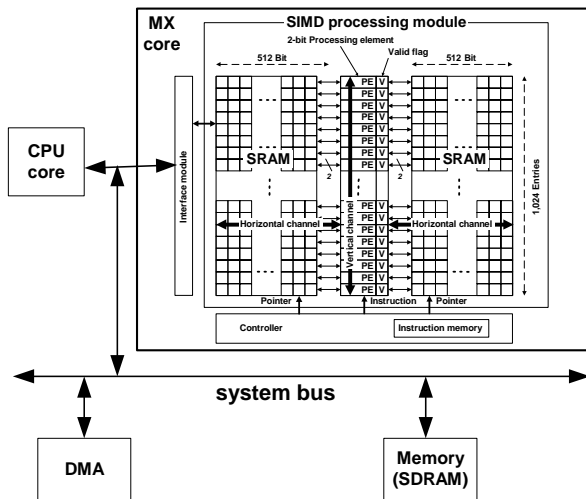 MX
core
SIMD processing module
2-bit Processing element
Valid flag
512 Bit
512 Bit
PE V
PE V
PE V
PE V
PE V
PE V
PE V
PE V
SRAM
SRAM
2
2
CPU
core
Interface module
1,024 Entries
Horizontal channel
Vertical channel
Horizontal channel
PE V
PE V
PE V
PE V
PE V
PE V
PE V
PE V
Pointer
Instruction
Pointer
Controller
Instruction memory
system bus
DMA
Memory
(SDRAM)